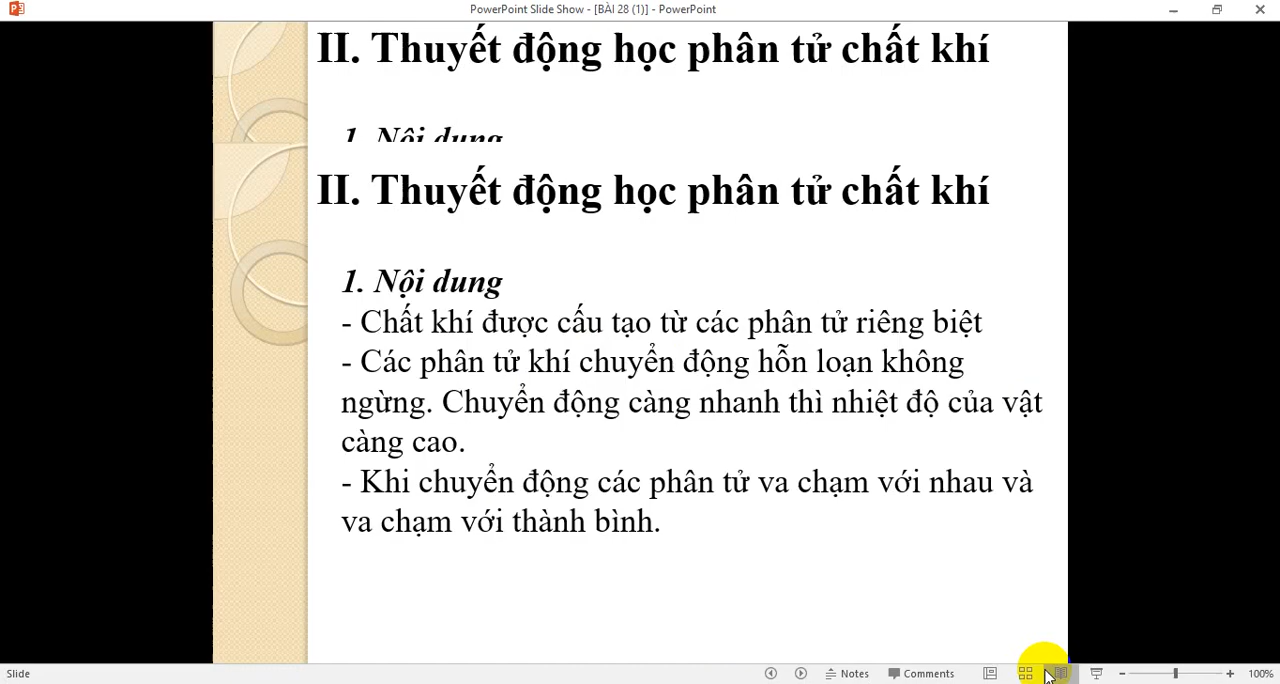 PowerPoint Slide Show - [BÀI 28 (1)] - PowerPoint
II. Thuyết động học phân tử chất khí
1. Nội dung
II. Thuyết động học phân tử chất khí
1. Nội dung
- Chất khí được cấu tạo từ các phân tử riêng biệt
- Các phân tử khí chuyển động hỗn loạn không
ngừng. Chuyển động càng nhanh thì nhiệt độ của vật
càng cao.
- Khi chuyển động các phân tử va chạm với nhau và
va chạm với thành bình.
Slide
Notes
Comments
100%